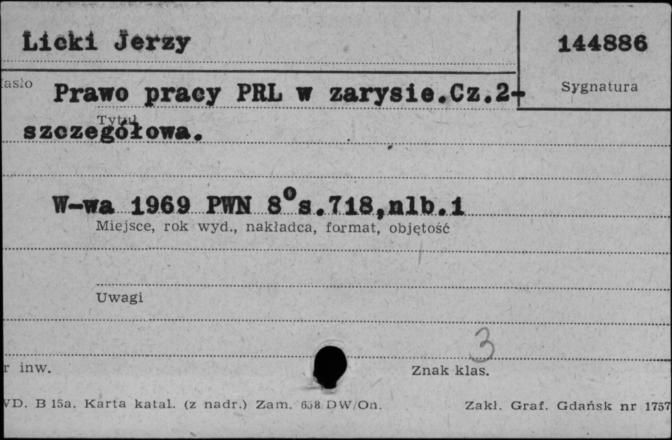 Licki Jerzy
144886
Sygnatura
asło
Prawo pracy PRL w zarysie.Cz.2-
Tytuł
szczegółowa.
W-wa 1969 PWN 8° s.718,nlb.1
Miejsce, rok wyd., nakładca, format, objętość
Uwagi
3
r inw.
Znak klas.
VD. B 15a. Karta katal. (z nadr.) Zam. 638 DW/On. Zakł. Graf. Gdańsk nr 1757